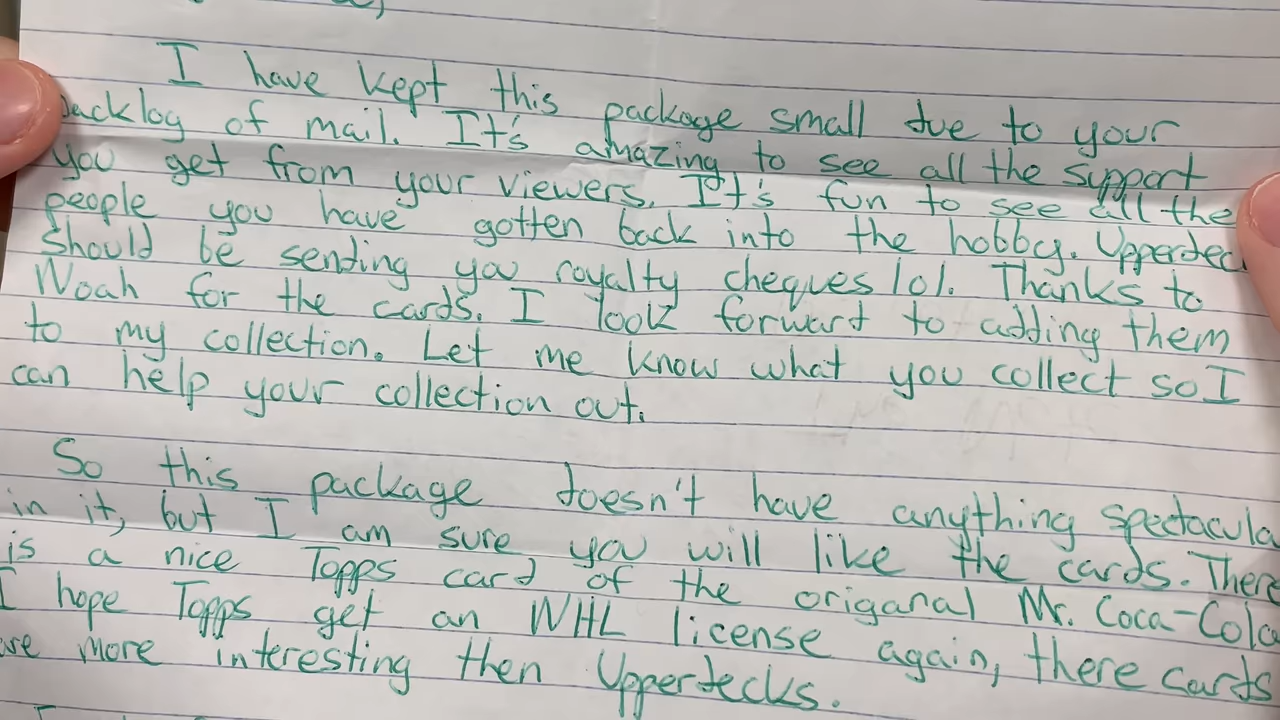 I have kept this package small due to your
backlog of mail. It's amazing to see all the support
you get from your viewers. It's fun to see all the
people you have gotten back into the hobby. Upperdec
should be sending you royalty cheques lol. Thanks to
Woah for the cards. I look forward to adding them
to my collection. Let me know what you collect so I
can help your collection out.
So this package doesn't have anything spectacula
in it, but I am sure you will like the cards. There
is a nice Topps card of the origanal Mr. Coca-Cola
I hope Topps get an WHL license again, there cards
are more interesting then Upperdecks.